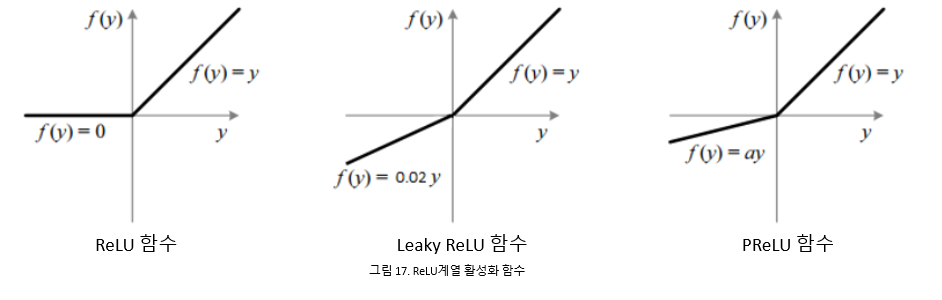 f(y)
f(y) = y
f(y) = 0
y
ReLU 함수
f(y)
f(y) = y
y
f(y) = 0.02 y
Leaky ReLU 함수
f(y)
f(y) = y
y
f(y) = ay
PReLU 함수
그림 17. ReLU계열 활성화 함수